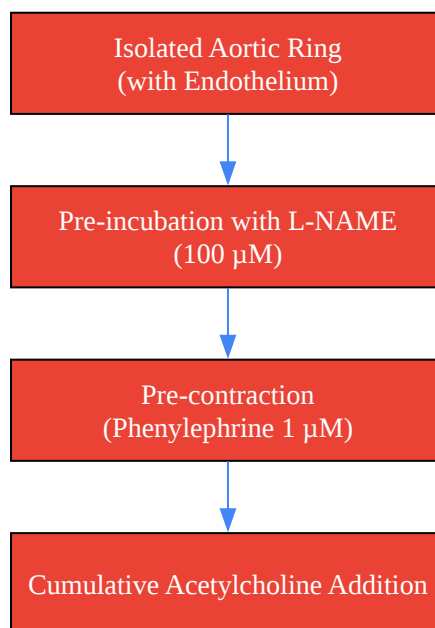 Isolated Aortic Ring
(with Endothelium)
Pre-incubation with L-NAME
(100 µM)
Pre-contraction
(Phenylephrine 1 µM)
Cumulative Acetylcholine Addition